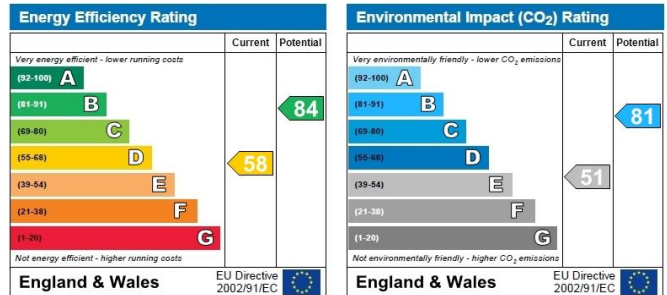 Energy Efficiency Rating
Current Potential
Very energy efficient - lower running costs
(92-100) A
(81-91) B
84
(69-80) C
(55-68) D
58
(39-54) E
(21-38) F
(1-20) G
Not energy efficient - higher running costs
England & Wales
EU Directive
2002/91/EC
Environmental Impact (CO2) Rating
Current Potential
Very environmentally friendly - lower CO2 emissions
(92-100) A
(81-91) B
81
(69-80) C
(55-68) D
(39-54) E
51
(21-38) F
(1-20) G
Not environmentally friendly - higher CO2 emissions
England & Wales
EU Directive
2002/91/EC